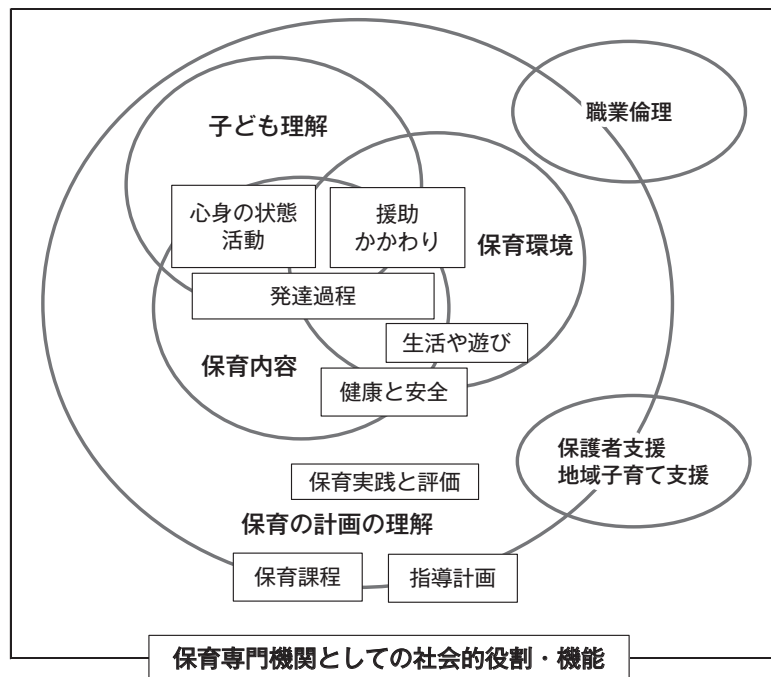 子ども理解
職業倫理
心身の状態
活動
援助
かかわり
保育環境
発達過程
生活や遊び
保育内容
健康と安全
保護者支援
地域子育て支援
保育実践と評価
保育の計画の理解
保育課程
指導計画
保育専門機関としての社会的役割・機能